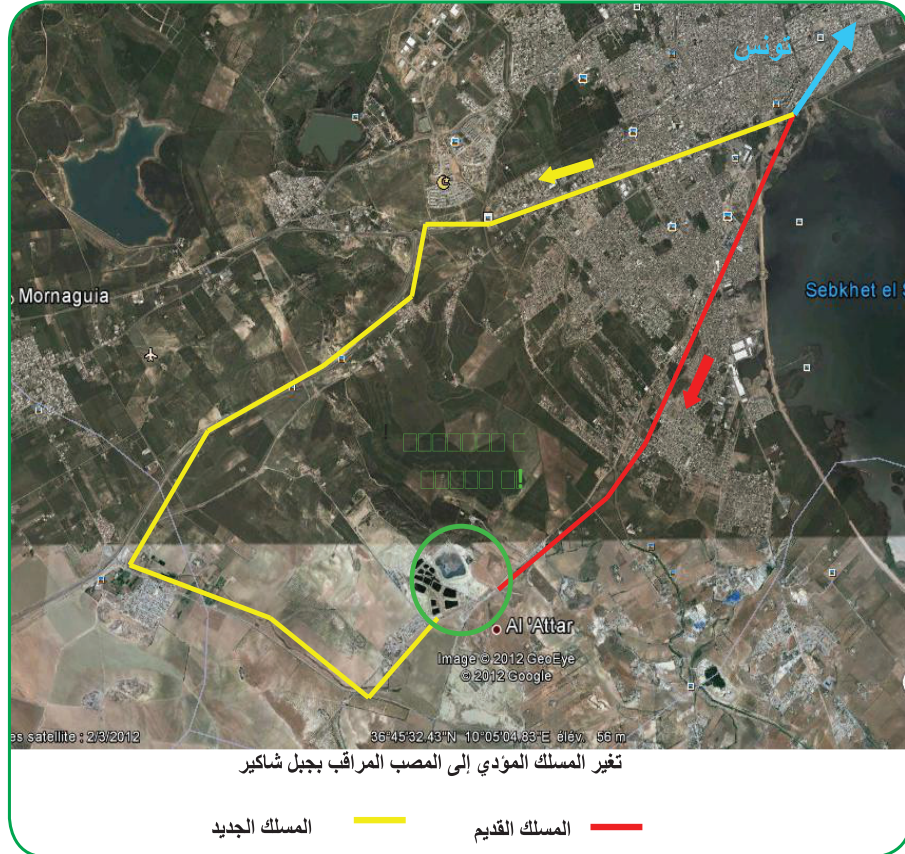 تونس
Mornaguia
Sebkhet el S
Al 'Attar
Image © 2012 GeoEye
© 2012 Google
es satellite : 2/3/2012
36°45'32.43"N 10°05'04.83"E élév. 56 m
تغير المسلك المؤدي إلى المصب المراقب بجبل شاكير
المسلك القديم
المسلك الجديد